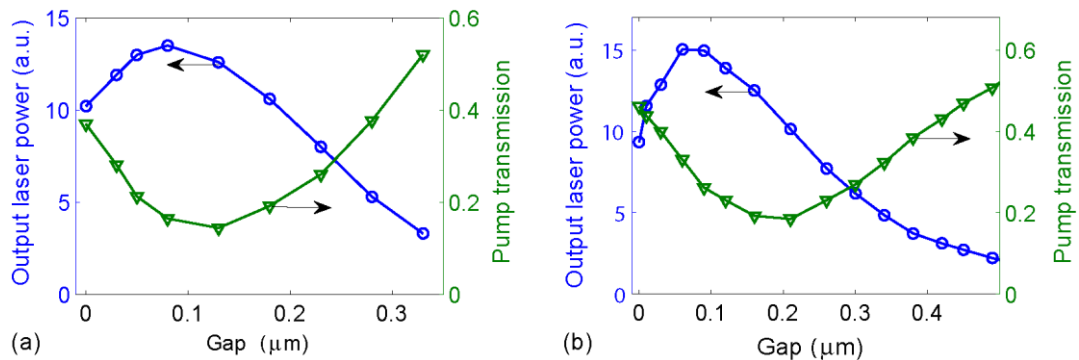 Output laser power (a.u.)
15
10
5
0
0 0.1 0.2 0.3
Gap (μm)
0.6
0.4
0.2
0
Pump transmission
(a)
Output laser power (a.u.)
15
10
5
0
0 0.1 0.2 0.3 0.4
Gap (μm)
0.6
0.4
0.2
0
Pump transmission
(b)